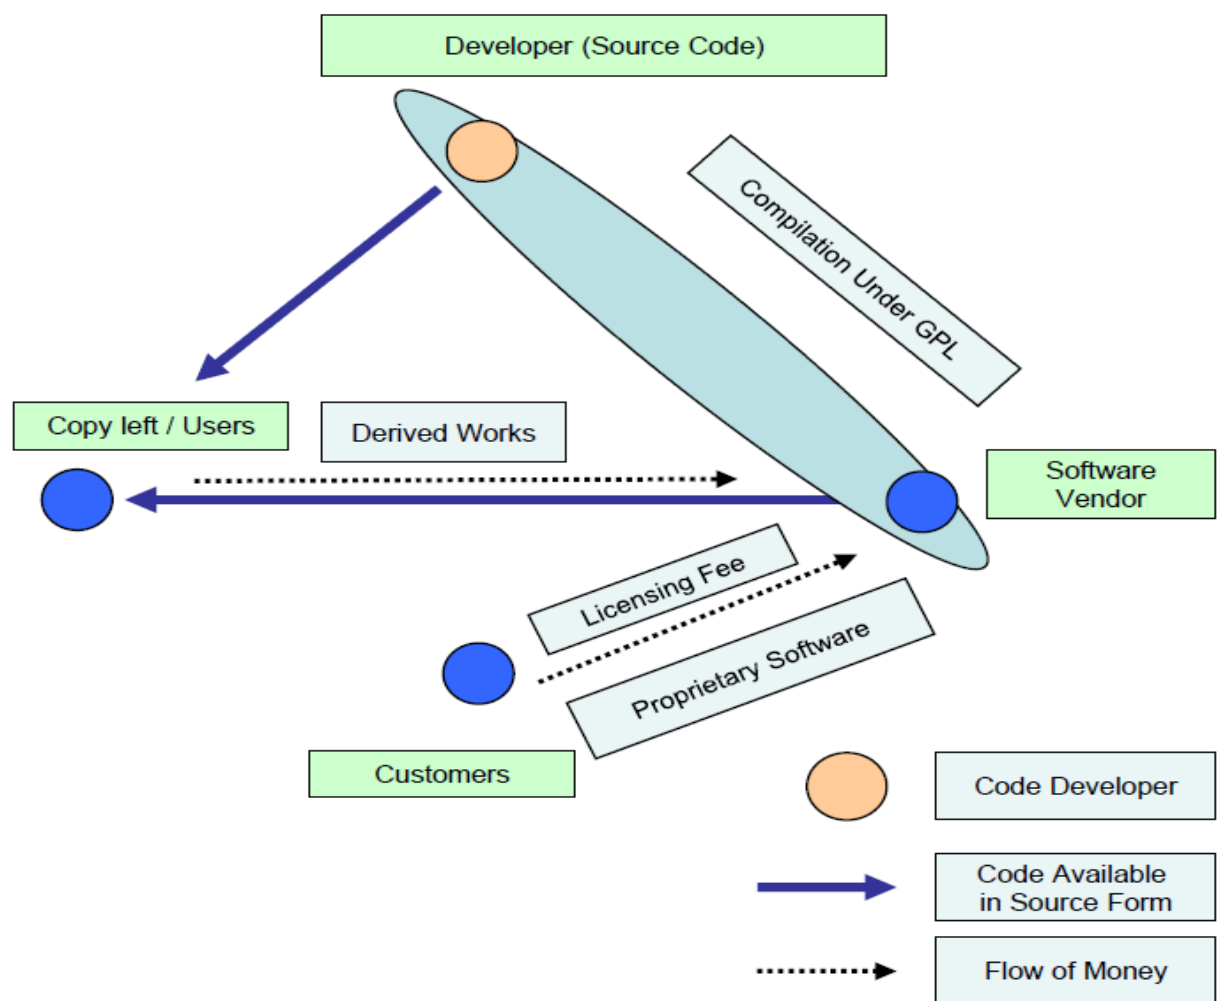 Developer (Source Code)
Compilation Under GPL
Copy left / Users
Derived Works
Software
Vendor
Licensing Fee
Proprietary Software
Customers
Code Developer
Code Available
in Source Form
Flow of Money